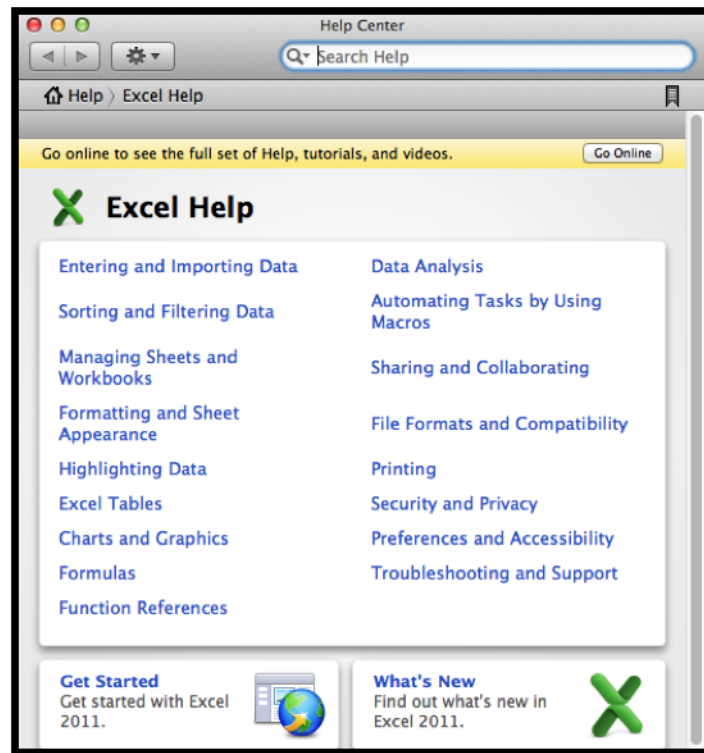 Help Center
Search Help
Help 〉 Excel Help
Go online to see the full set of Help, tutorials, and videos.
Go Online
Excel Help
Entering and Importing Data
Sorting and Filtering Data
Managing Sheets and
Workbooks
Formatting and Sheet
Appearance
Highlighting Data
Excel Tables
Charts and Graphics
Formulas
Function References
Data Analysis
Automating Tasks by Using
Macros
Sharing and Collaborating
File Formats and Compatibility
Printing
Security and Privacy
Preferences and Accessibility
Troubleshooting and Support
Get Started
Get started with Excel
2011.
What's New
Find out what's new in
Excel 2011.